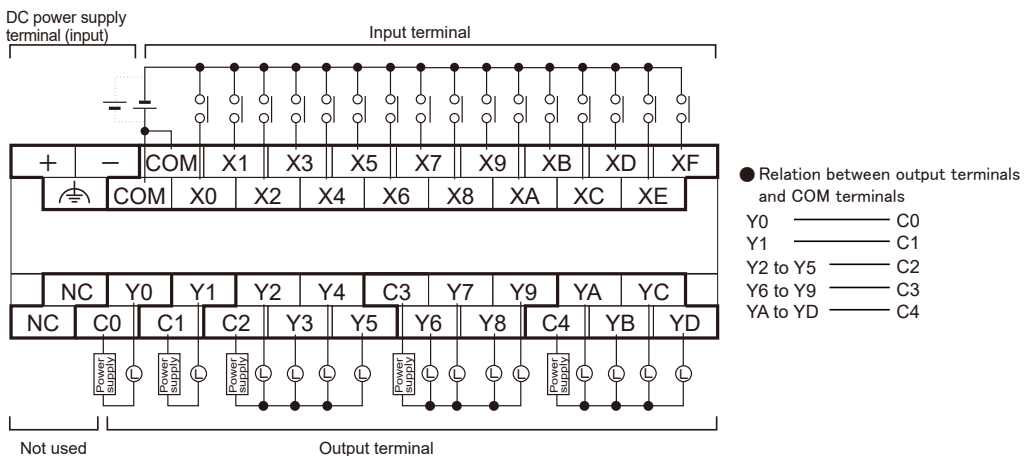 DC power supply
terminal (input)
Input terminal
+ − COM X1 X3 X5 X7 X9 XB XD XF
COM X0 X2 X4 X6 X8 XA XC XE
● Relation between output terminals
and COM terminals
Y0 C0
Y1 C1
Y2 to Y5 C2
Y6 to Y9 C3
YA to YD C4
NC Y0 Y1 Y2 Y4 C3 Y7 Y9 YA YC
NC C0 C1 C2 Y3 Y5 Y6 Y8 C4 YB YD
Power
supply
L
Power
supply
L
Power
supply
L L L L
Power
supply
L L L L
Power
supply
L L L L
Not used
Output terminal